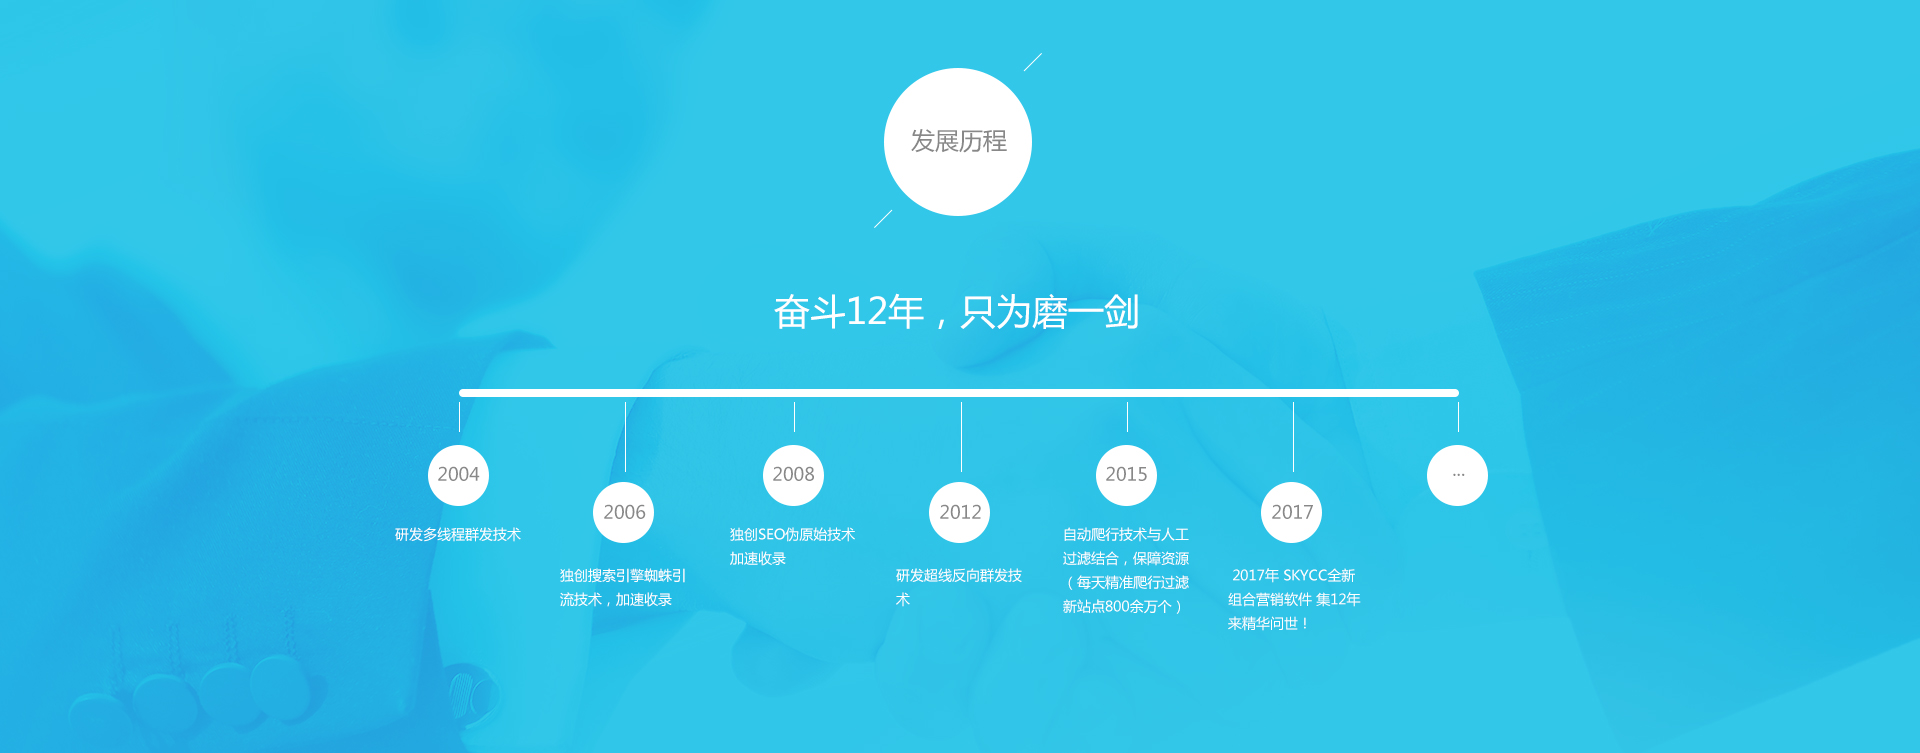 发展历程
奋斗12年，只为磨一剑
2004
研发多线程群发技术
2006
独创搜索引擎蜘蛛引
流技术，加速收录
2008
独创SEO伪原始技术
加速收录
2012
研发超线反向群发技
术
2015
自动爬行技术与人工
过滤结合，保障资源
（每天精准爬行过滤
新站点800余万个）
2017
2017年 SKYCC全新
组合营销软件 集12年
来精华问世！
...